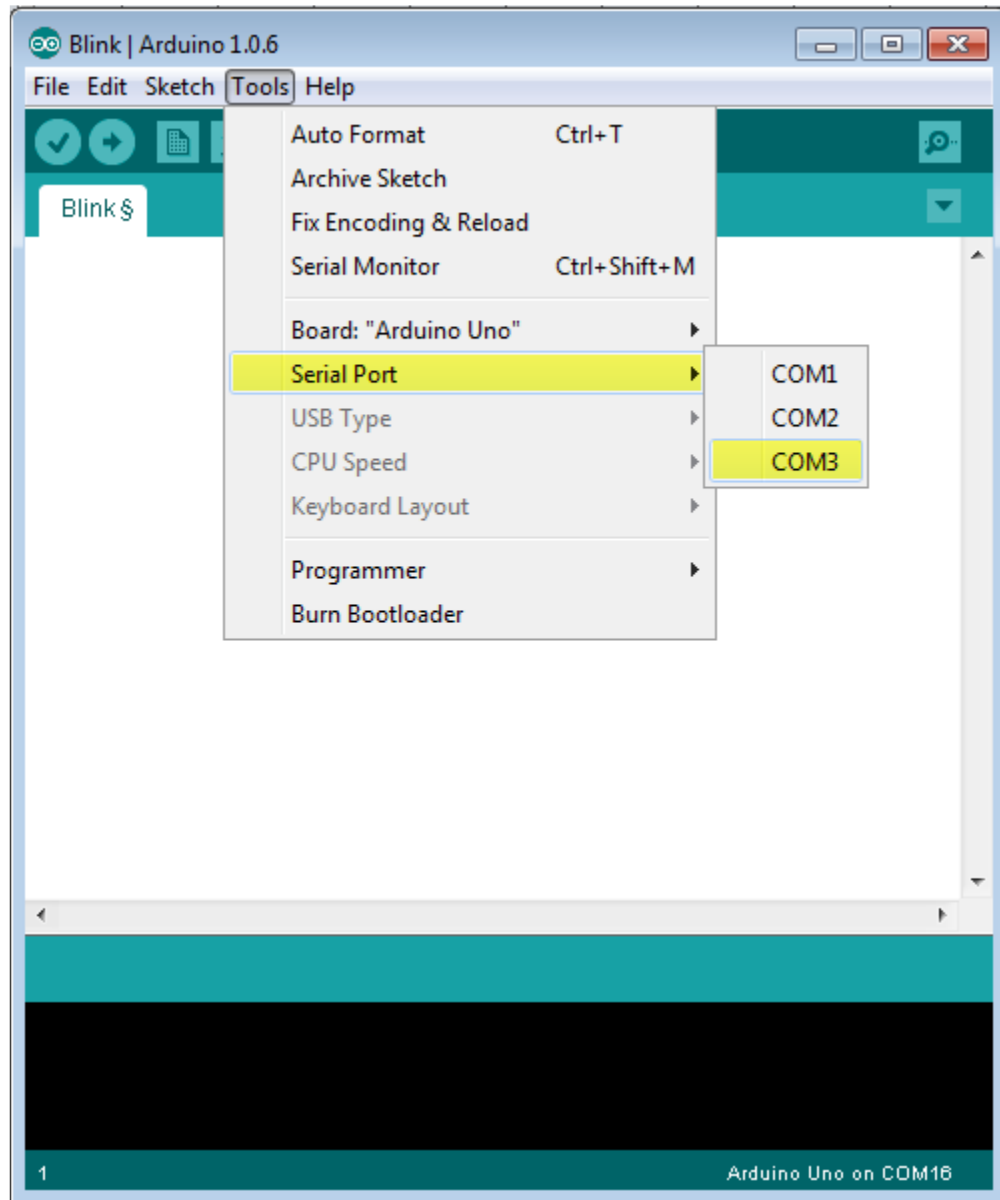 Blink | Arduino 1.0.6
File Edit Sketch Tools Help
Auto Format Ctrl+T
Archive Sketch
Blink §
Fix Encoding & Reload
Serial Monitor Ctrl+Shift+M
Board: "Arduino Uno"
Serial Port
COM1
USB Type
COM2
CPU Speed
COM3
Keyboard Layout
Programmer
Burn Bootloader
1
Arduino Uno on COM16